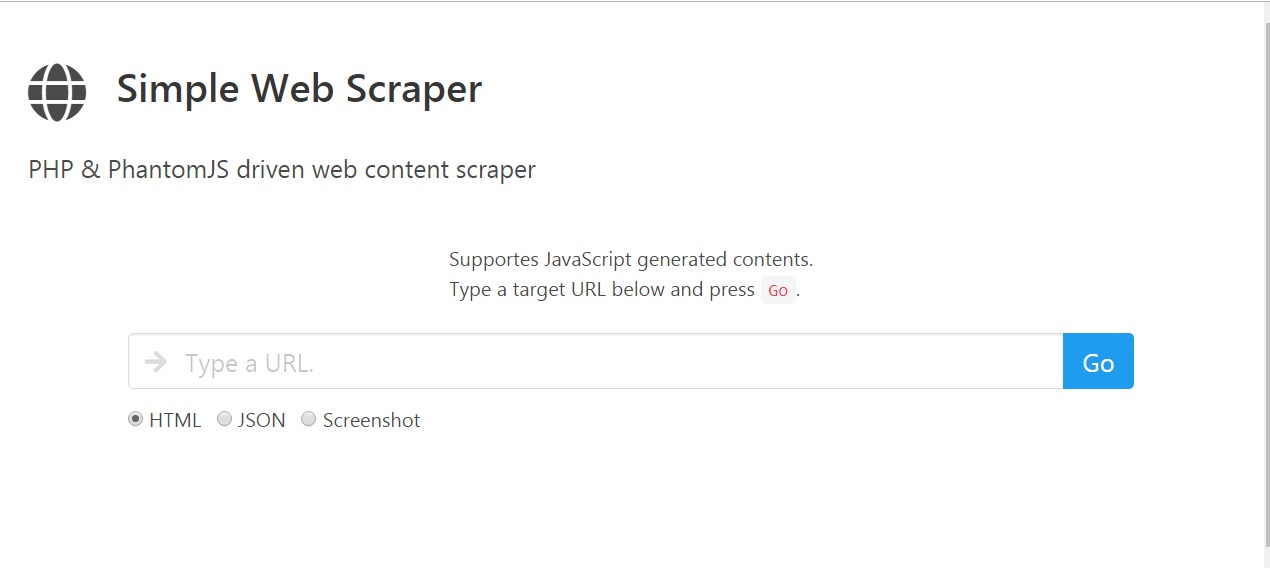 Simple Web Scraper
PHP & PhantomJS driven web content scraper
Supportes JavaScript generated contents.
Type a target URL below and press Go.
Type a URL. Go
HTML JSON Screenshot